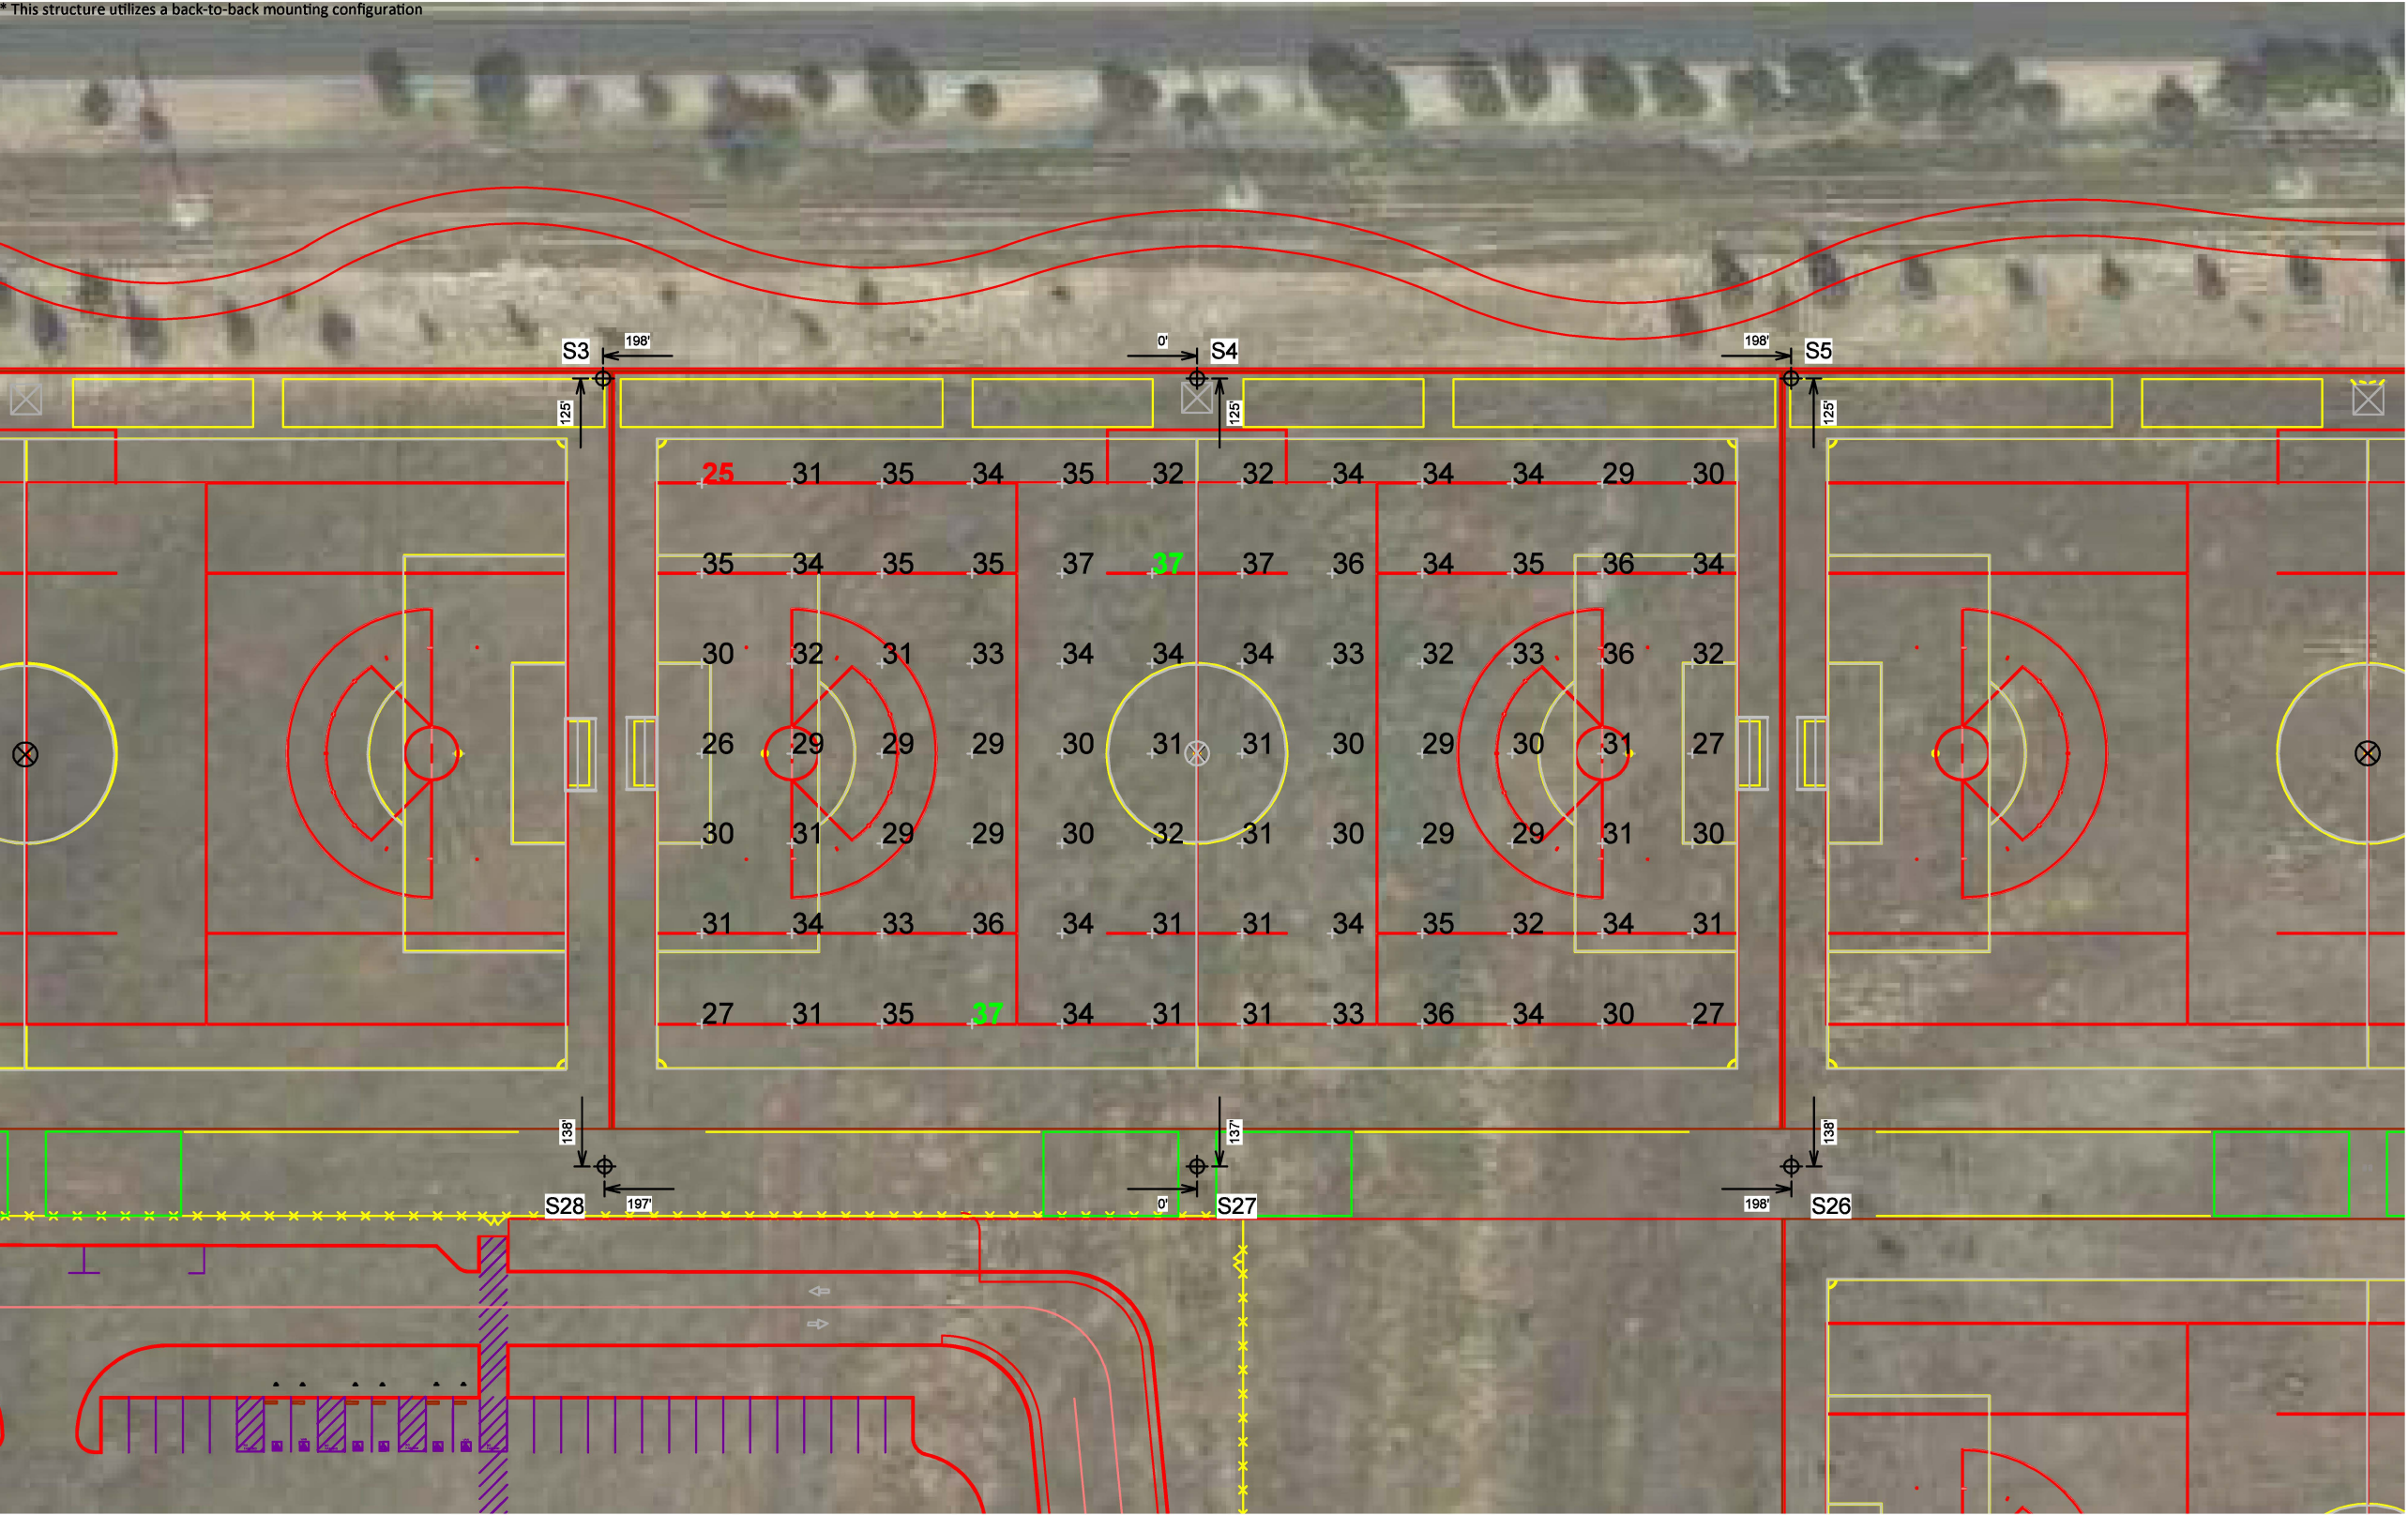 * This structure utilizes a back-to-back mounting configuration
S3 198' 0' S4 198' S5
125' 125' 125'
25 31 35 34 35 32 32 34 34 34 29 30
35 34 35 35 37 37 37 36 34 35 36 34
30 32 31 33 34 34 34 33 32 33 36 32
26 29 29 29 30 31 31 30 29 30 31 27
30 31 29 29 30 32 31 30 29 29 31 30
31 34 33 36 34 31 31 34 35 32 34 31
27 31 35 37 34 31 31 33 36 34 30 27
138' 137' 138'
S28 197' 0' S27 198' S26